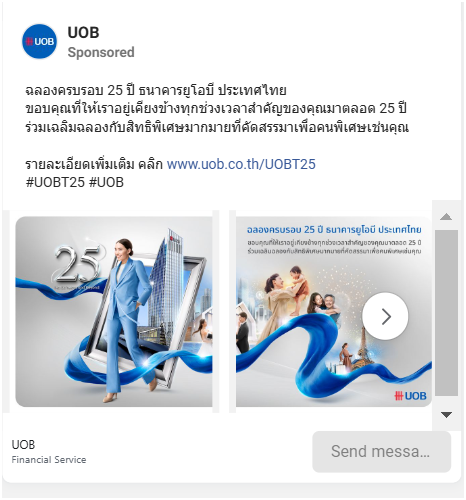 UOB
UOB
Sponsored
ฉลองครบรอบ 25 ปี ธนาคารยูโอบี ประเทศไทย
ขอบคุณที่ให้เราอยู่เคียงข้างทุกช่วงเวลาสำคัญของคุณมาตลอด 25 ปี
ร่วมเฉลิมฉลองกับสิทธิพิเศษมากมายที่คัดสรรมาเพื่อคนพิเศษเช่นคุณ
รายละเอียดเพิ่มเติม คลิก www.uob.co.th/UOBT25
#UOBT25 #UOB
25
ฉลองครบรอบ 25 ปี ธนาคารยูโอบี ประเทศไทย
ขอบคุณที่ให้เราอยู่เคียงข้างทุกช่วงเวลาสำคัญของคุณมาตลอด 25 ปี
ร่วมเฉลิมฉลองกับสิทธิพิเศษมากมายที่คัดสรรมาเพื่อคนพิเศษเช่นคุณ
UOB
UOB
Financial Service
Send messa...